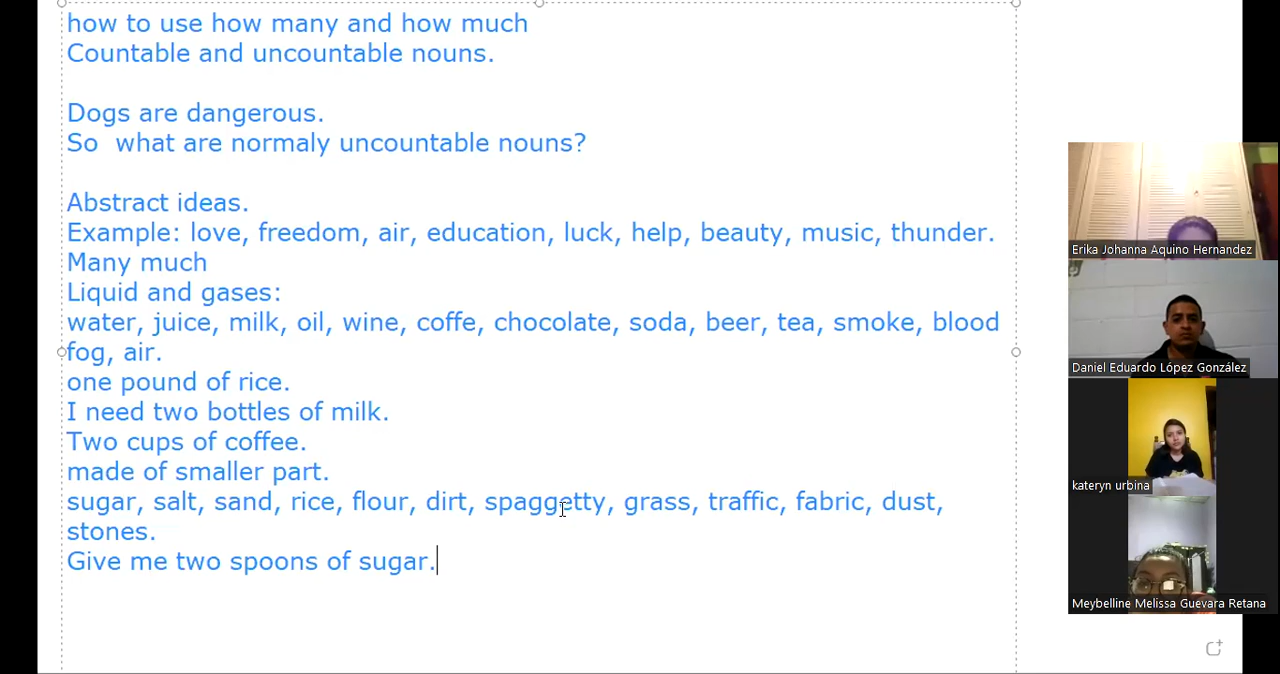 how to use how many and how much
Countable and uncountable nouns.
Dogs are dangerous.
So  what are normaly uncountable nouns?
Abstract ideas.
Example: love, freedom, air, education, luck, help, beauty, music, thunder.
Many much
Liquid and gases:
water, juice, milk, oil, wine, coffe, chocolate, soda, beer, tea, smoke, blood
fog, air.
one pound of rice.
I need two bottles of milk.
Two cups of coffee.
made of smaller part.
sugar, salt, sand, rice, flour, dirt, spaggetty, grass, traffic, fabric, dust,
stones.
Give me two spoons of sugar.
Erika Johanna Aquino Hernandez
Daniel Eduardo López González
kateryn urbina
Meybelline Melissa Guevara Retana